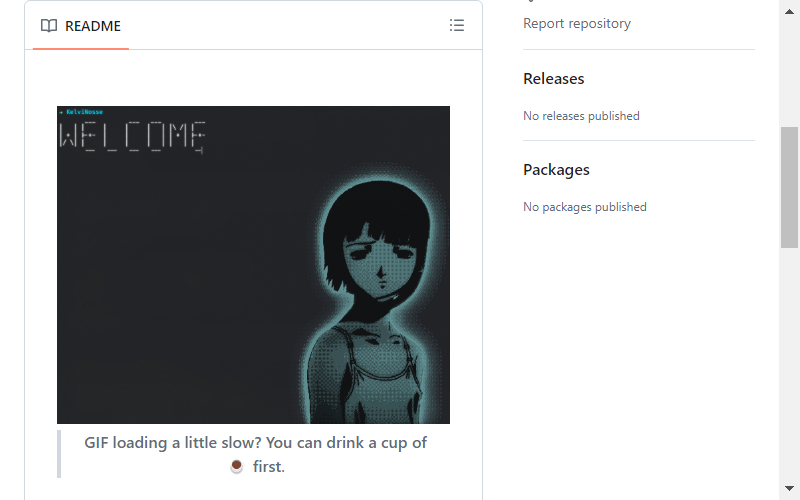 README
→ KelviNosse
WELCOME
GIF loading a little slow? You can drink a cup of
☕ first.
Report repository
Releases
No releases published
Packages
No packages published